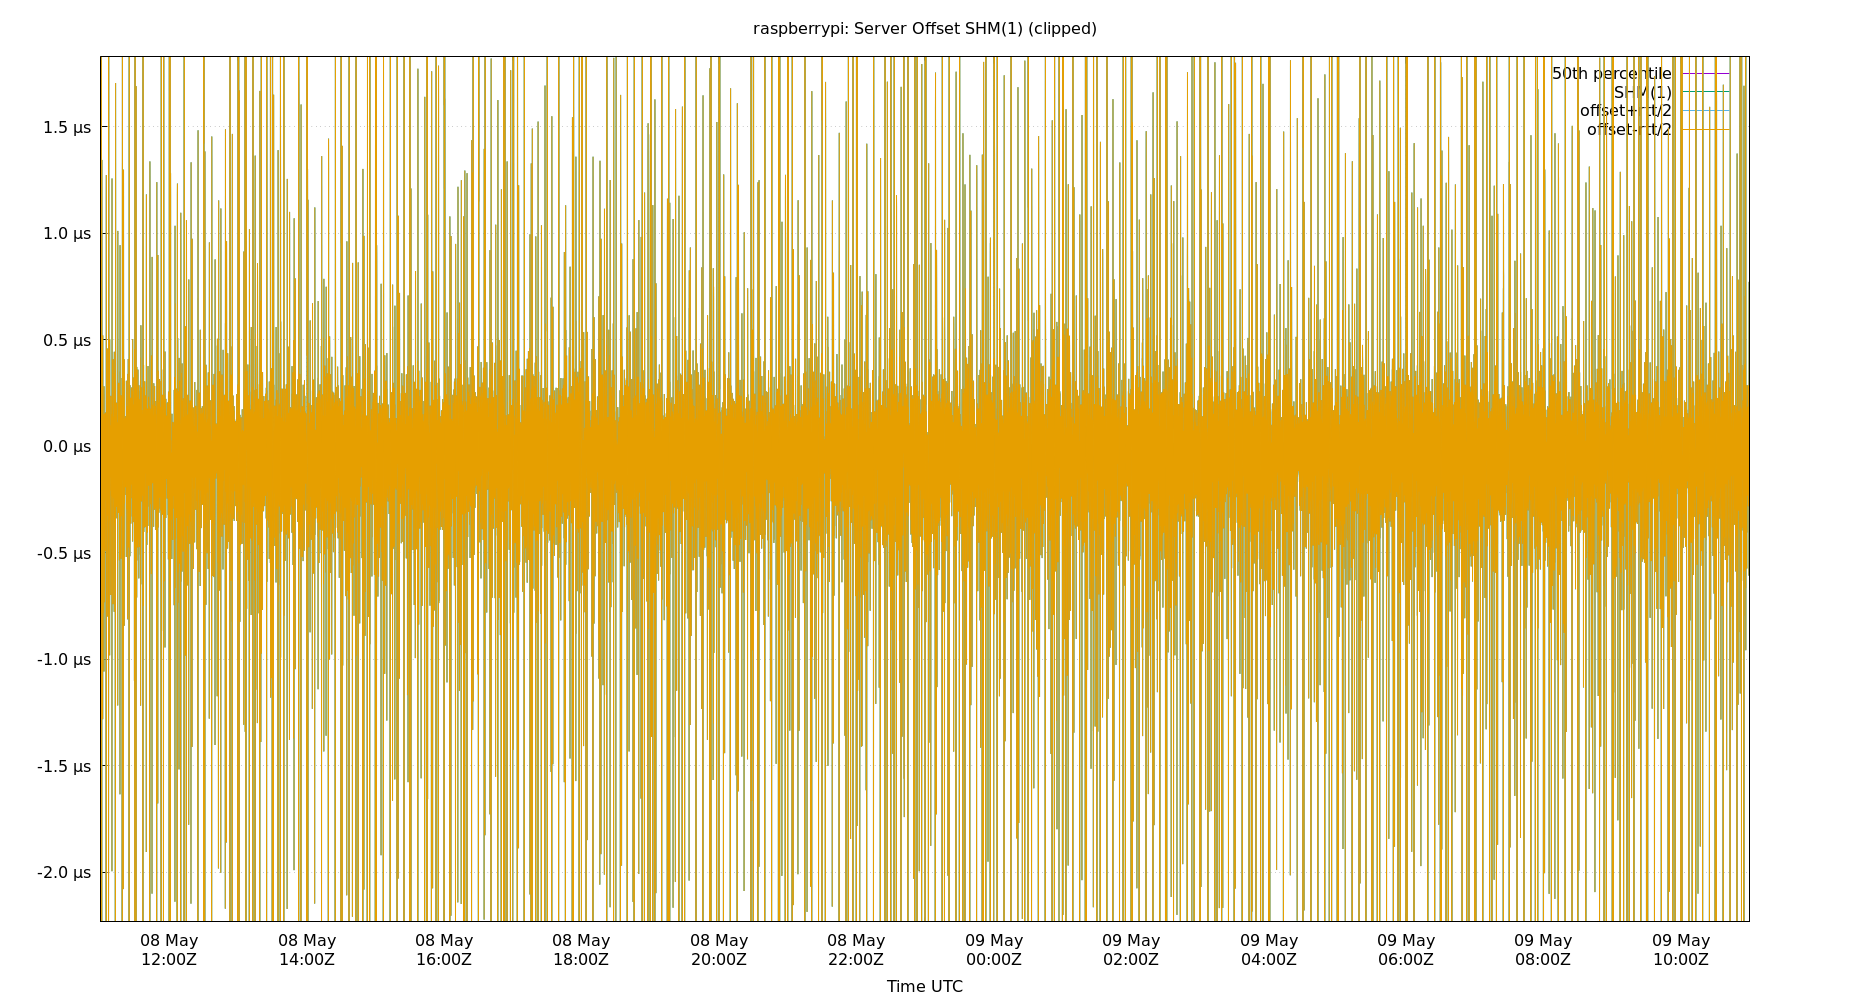 raspberrypi: Server Offset SHM(1) (clipped)
50th percentile
SHM(1)
offset+rtt/2
offset-rtt/2
1.5 µs
1.0 µs
0.5 µs
0.0 µs
-0.5 µs
-1.0 µs
-1.5 µs
-2.0 µs
08 May 08 May 08 May 08 May 08 May 08 May 09 May 09 May 09 May 09 May 09 May 09 May
12:00Z 14:00Z 16:00Z 18:00Z 20:00Z 22:00Z 00:00Z 02:00Z 04:00Z 06:00Z 08:00Z 10:00Z
Time UTC